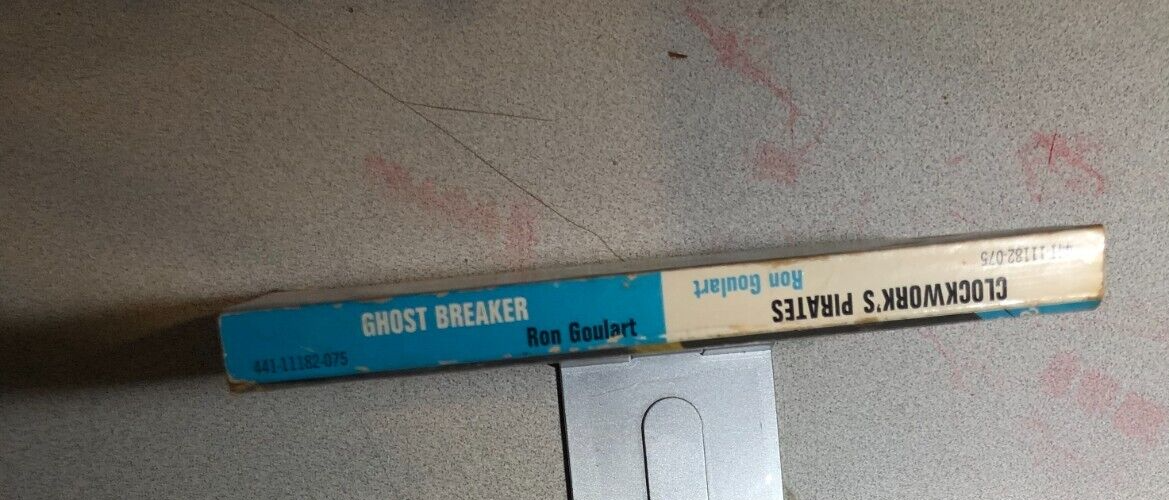 GHOST BREAKER
Ron Goulart
441-11182-075
CLOCKWORK'S PIRATES
Ron Goulart
441-11182-075